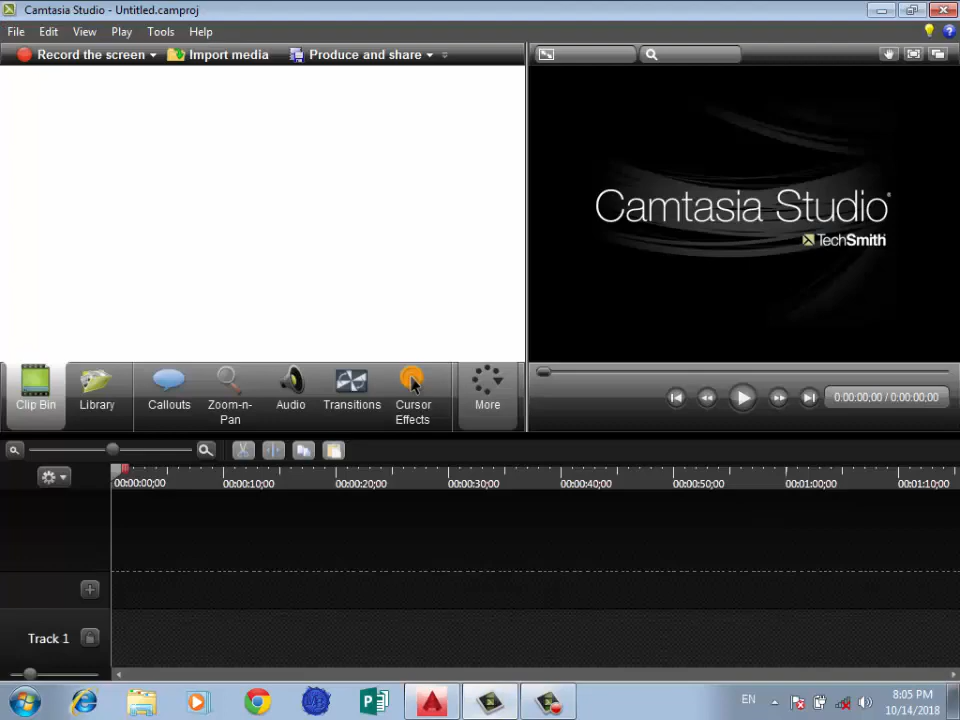 Camtasia Studio - Untitled.camproj
File Edit View Play Tools Help
Record the screen Import media Produce and share
Camtasia Studio®
TechSmith
Clip Bin Library Callouts Zoom-n-Pan Audio Transitions Cursor Effects More
0:00:00;00 / 0:00:00;00
00:00:00;00 00:00:10;00 00:00:20;00 00:00:30;00 00:00:40;00 00:00:50;00 00:01:00;00 00:01:10;00
Track 1
EN
8:05 PM
10/14/2018